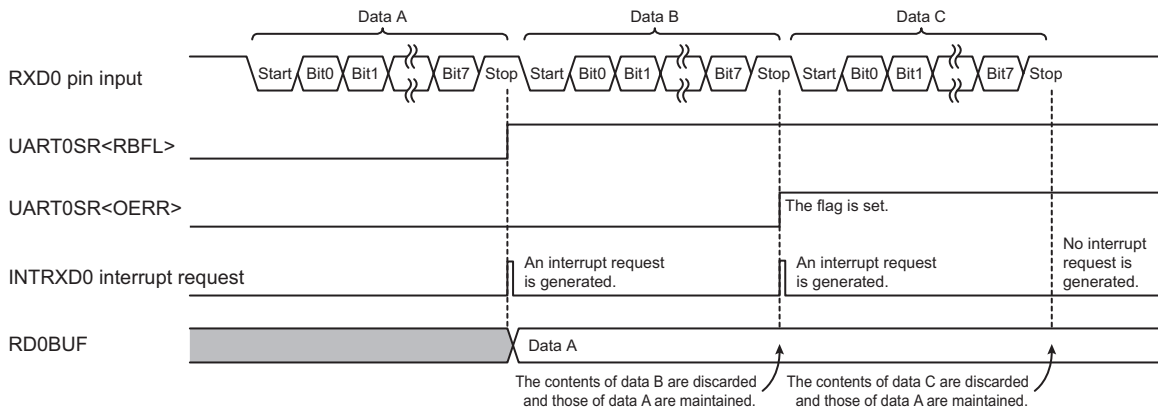 Data A Data B Data C
RXD0 pin input
Start Bit0 Bit1 Bit7 Stop Start Bit0 Bit1 Bit7 Stop Start Bit0 Bit1 Bit7 Stop
UART0SR<RBFL>
UART0SR<OERR>
The flag is set.
INTRXD0 interrupt request
An interrupt request
is generated.
An interrupt request
is generated.
No interrupt
request is
generated.
RD0BUF
Data A
The contents of data B are discarded
and those of data A are maintained.
The contents of data C are discarded
and those of data A are maintained.